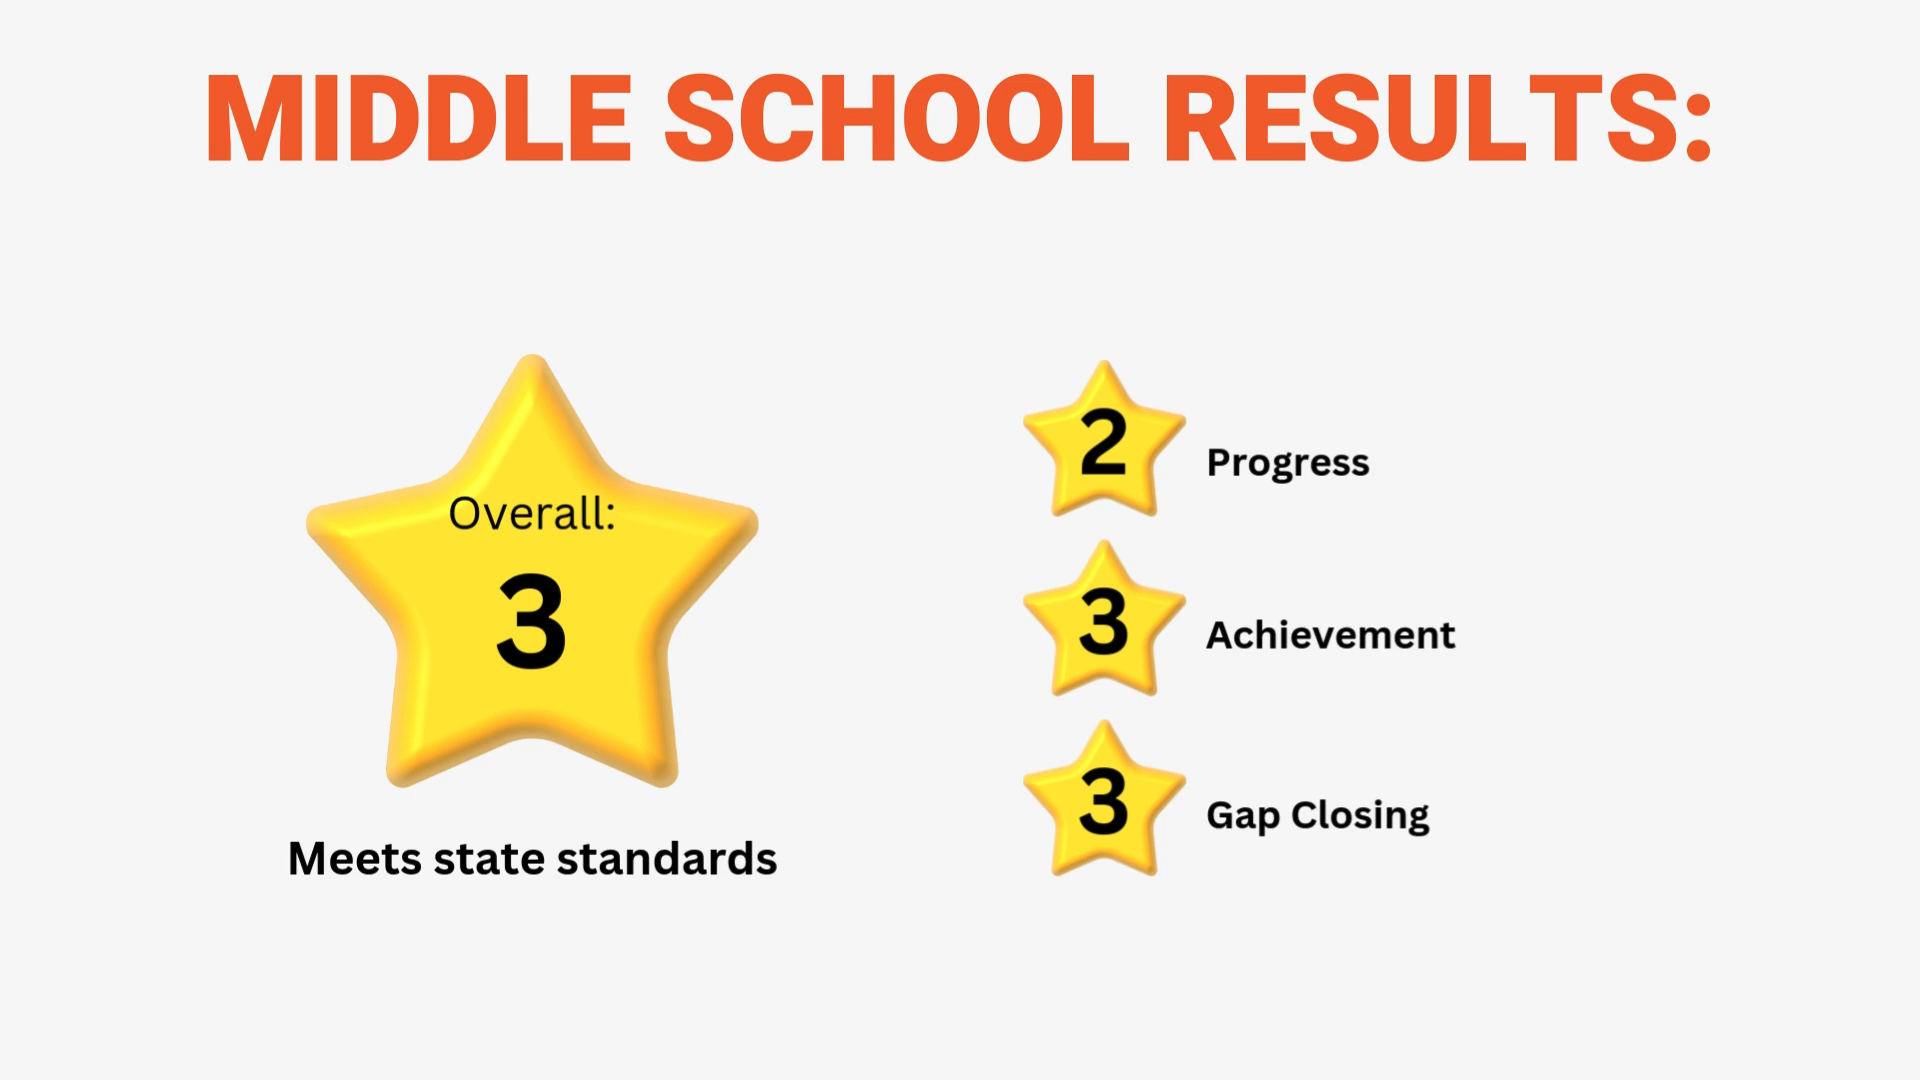 MIDDLE SCHOOL RESULTS:
Overall:
3
Meets state standards
2
Progress
3
Achievement
3
Gap Closing